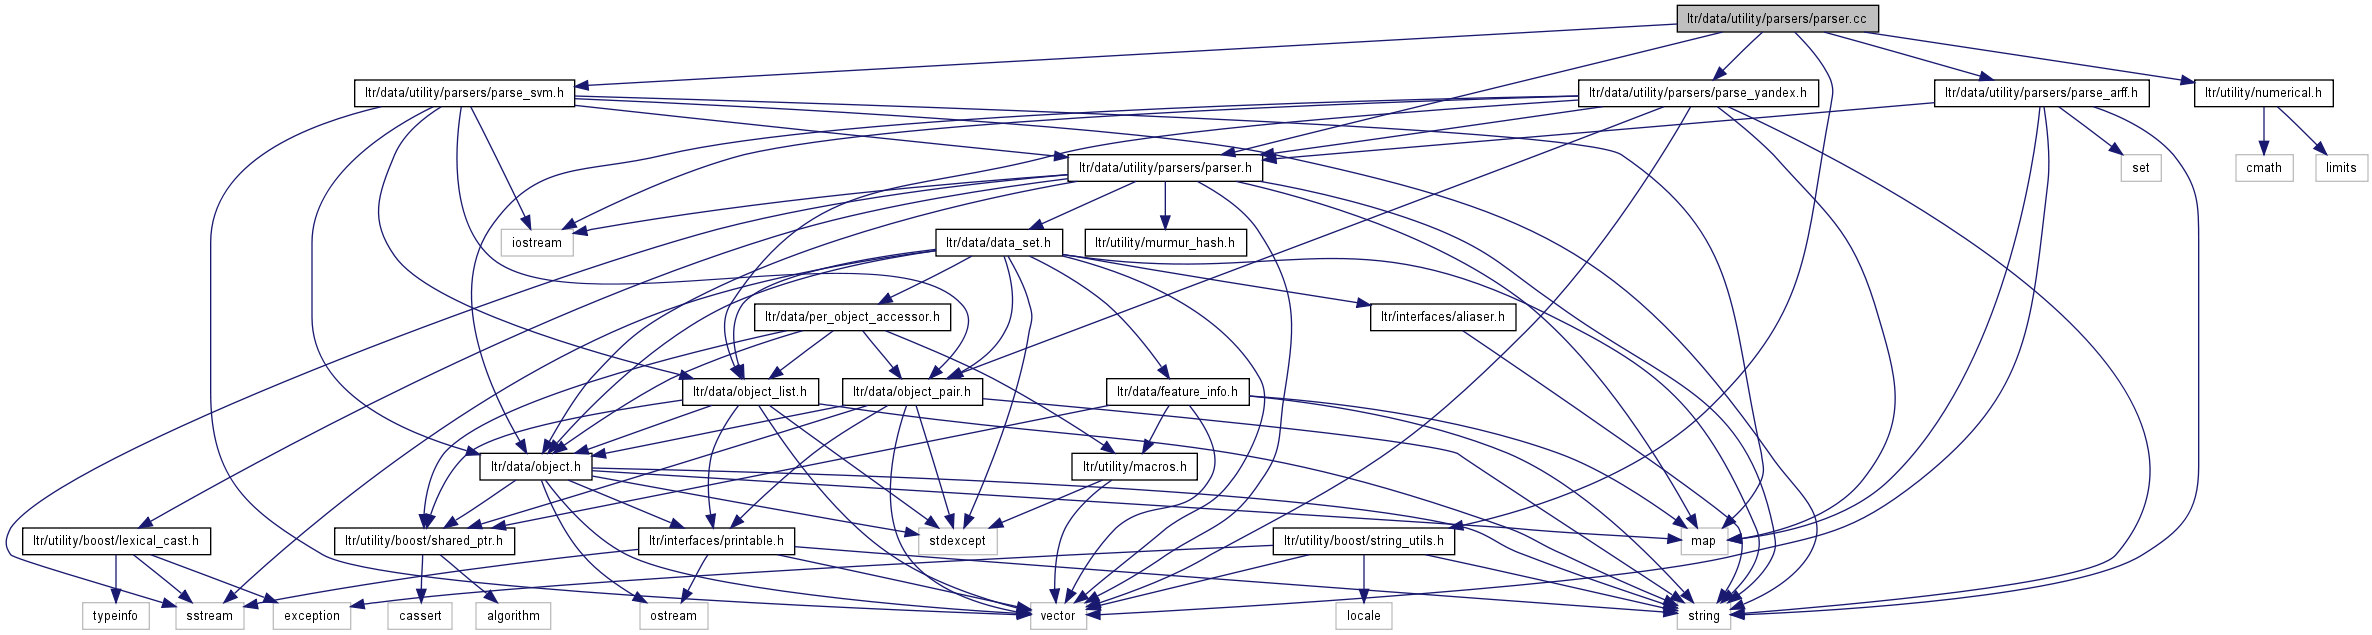 ltr/data/utility/parsers/parser.cc
ltr/data/utility/parsers/parse_svm.h
ltr/data/utility/parsers/parse_yandex.h
ltr/data/utility/parsers/parse_arff.h
ltr/utility/numerical.h
ltr/data/utility/parsers/parser.h
set
cmath
limits
iostream
ltr/data/data_set.h
ltr/utility/murmur_hash.h
ltr/data/per_object_accessor.h
ltr/interfaces/aliaser.h
ltr/data/object_list.h
ltr/data/object_pair.h
ltr/data/feature_info.h
ltr/data/object.h
ltr/utility/macros.h
ltr/utility/boost/lexical_cast.h
ltr/utility/boost/shared_ptr.h
ltr/interfaces/printable.h
stdexcept
ltr/utility/boost/string_utils.h
map
typeinfo
sstream
exception
cassert
algorithm
ostream
vector
locale
string